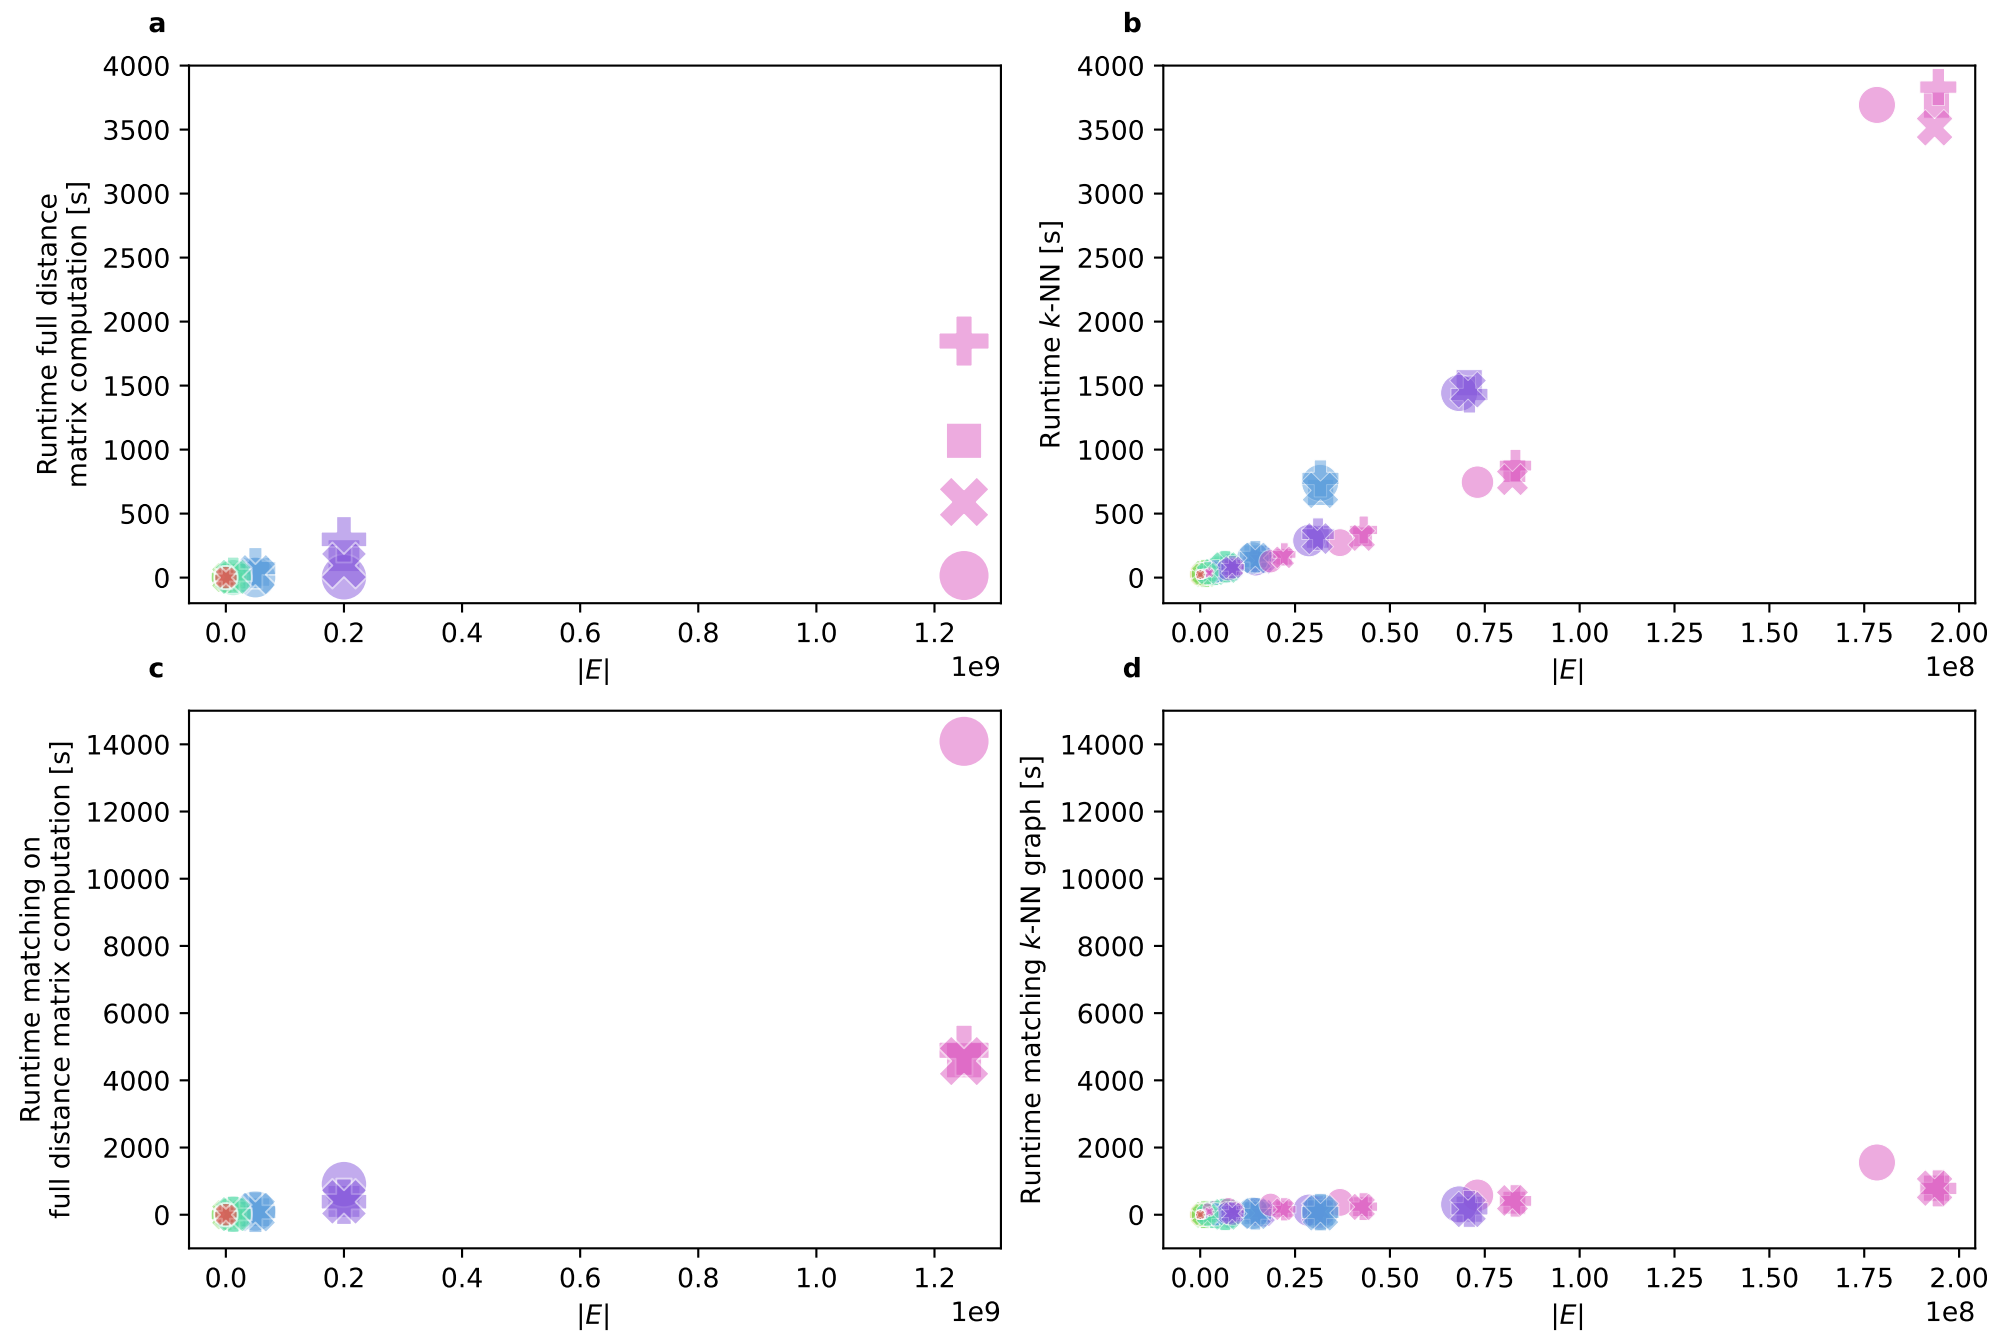 a
4000
3500
3000
2500
2000
1500
1000
500
0
Runtime full distance
matrix computation [s]
0.0 0.2 0.4 0.6 0.8 1.0 1.2
1e9
|E|
b
4000
3500
3000
2500
2000
1500
1000
500
0
Runtime k-NN [s]
0.00 0.25 0.50 0.75 1.00 1.25 1.50 1.75 2.00
1e8
|E|
c
14000
12000
10000
8000
6000
4000
2000
0
Runtime matching on
full distance matrix computation [s]
0.0 0.2 0.4 0.6 0.8 1.0 1.2
1e9
|E|
d
14000
12000
10000
8000
6000
4000
2000
0
Runtime matching k-NN graph [s]
0.00 0.25 0.50 0.75 1.00 1.25 1.50 1.75 2.00
1e8
|E|